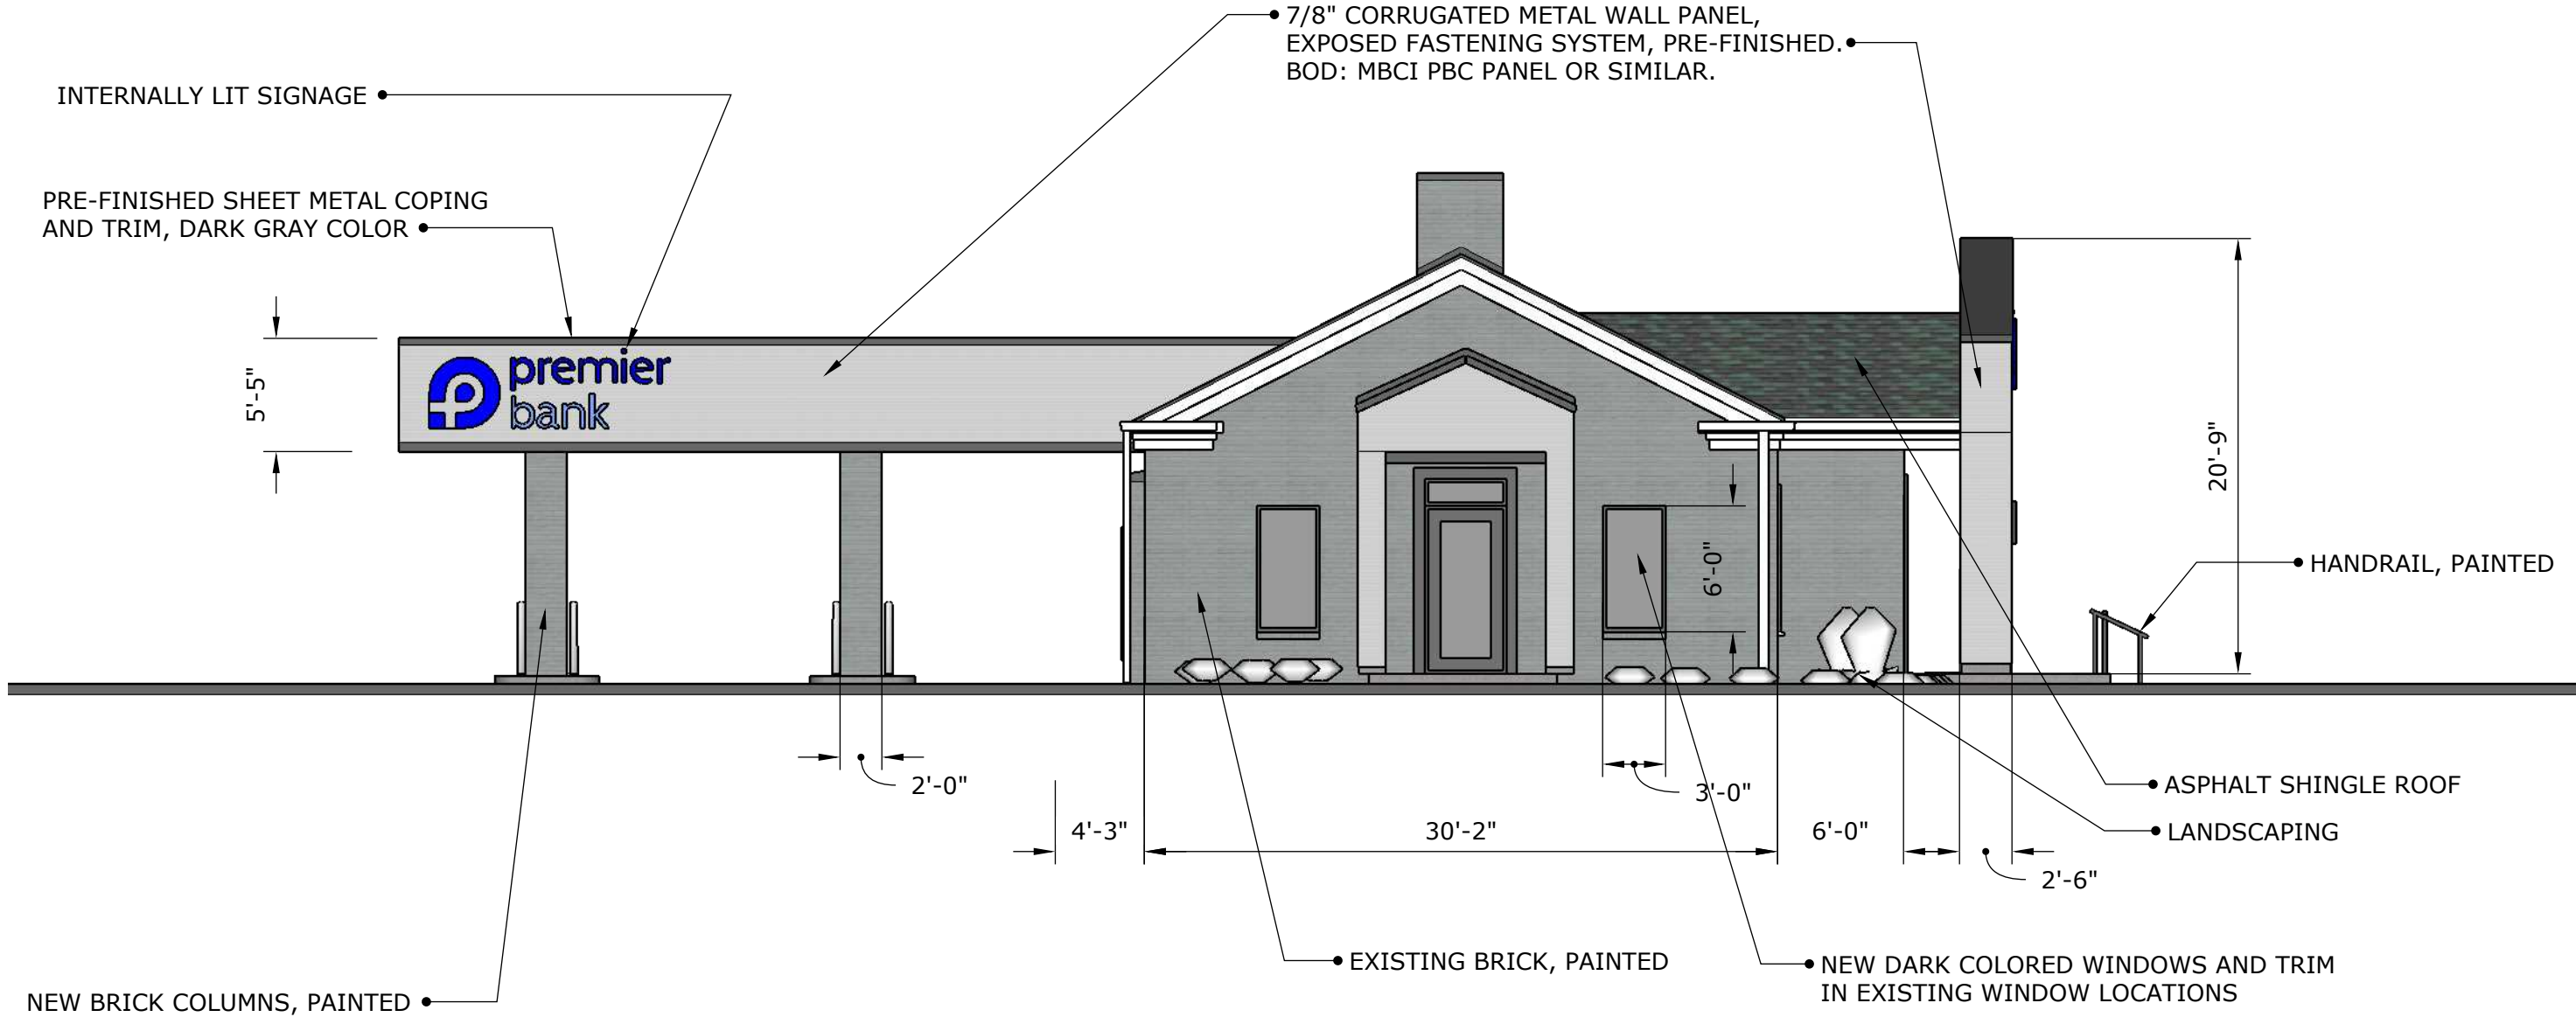 7/8" CORRUGATED METAL WALL PANEL,
EXPOSED FASTENING SYSTEM, PRE-FINISHED.
BOD: MBCI PBC PANEL OR SIMILAR.
INTERNALLY LIT SIGNAGE
PRE-FINISHED SHEET METAL COPING
AND TRIM, DARK GRAY COLOR
premier
bank
5'-5"
20'-9"
6'-0"
HANDRAIL, PAINTED
2'-0"
3'-0"
ASPHALT SHINGLE ROOF
4'-3"
30'-2"
6'-0"
LANDSCAPING
2'-6"
EXISTING BRICK, PAINTED
NEW DARK COLORED WINDOWS AND TRIM
IN EXISTING WINDOW LOCATIONS
NEW BRICK COLUMNS, PAINTED